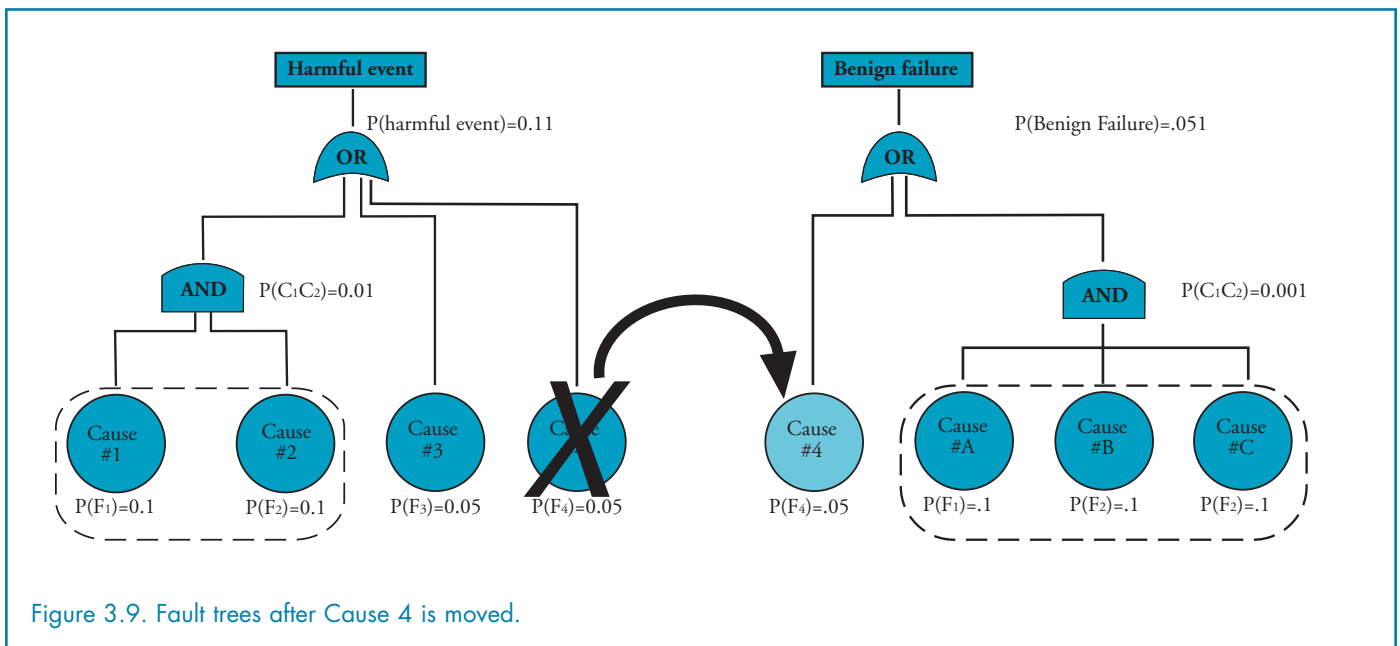 Harmful event
P(harmful event)=0.11
OR
AND
P(C₁C₂)=0.01
Cause
#1
P(F₁)=0.1
Cause
#2
P(F₂)=0.1
Cause
#3
P(F₃)=0.05
P(F₄)=0.05
Benign failure
P(Benign Failure)=.051
OR
AND
P(C₁C₂)=0.001
Cause
#4
P(F₄)=.05
Cause
#A
P(F₁)=.1
Cause
#B
P(F₂)=.1
Cause
#C
P(F₂)=.1
Figure 3.9. Fault trees after Cause 4 is moved.